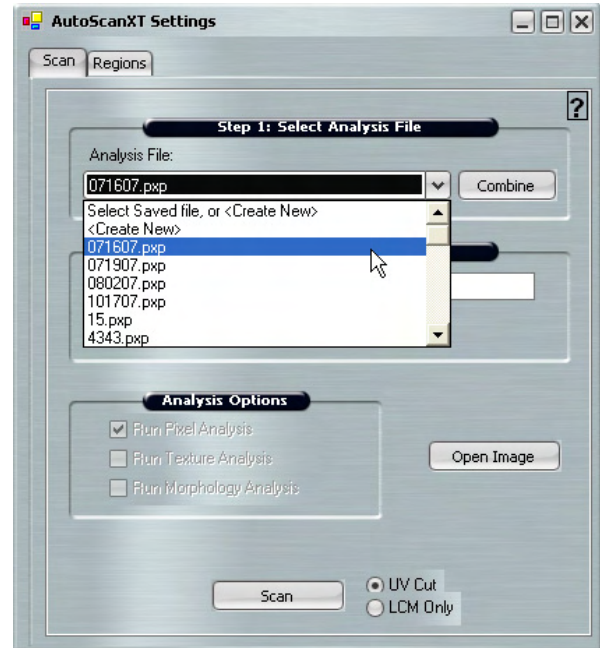 AutoScanXT Settings
Scan Regions
?
Step 1: Select Analysis File
Analysis File:
071607.pxp Combine
Select Saved file, or <Create New>
<Create New>
071607.pxp
071907.pxp
080207.pxp
101707.pxp
15.pxp
4343.pxp
Analysis Options
Run Pixel Analysis
Run Texture Analysis
Run Morphology Analysis
Open Image
Scan
UV Cut
LCM Only